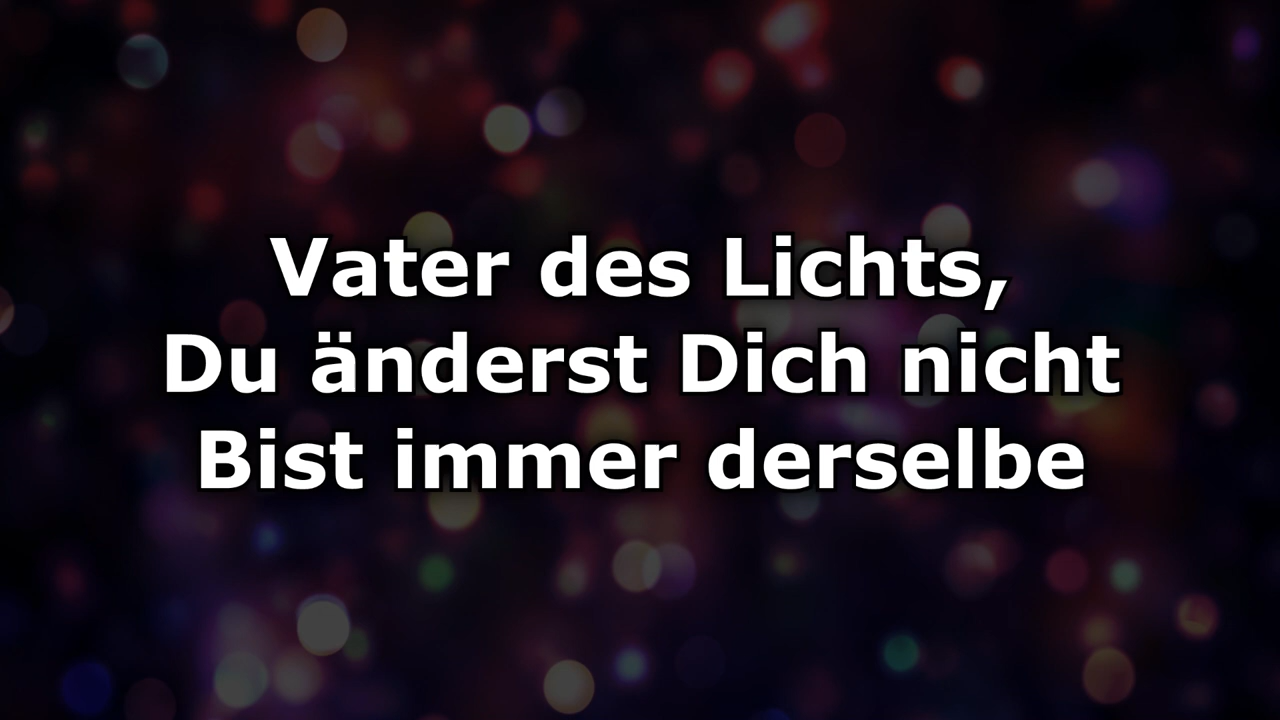 Vater des Lichts,
Du änderst Dich nicht
Bist immer derselbe